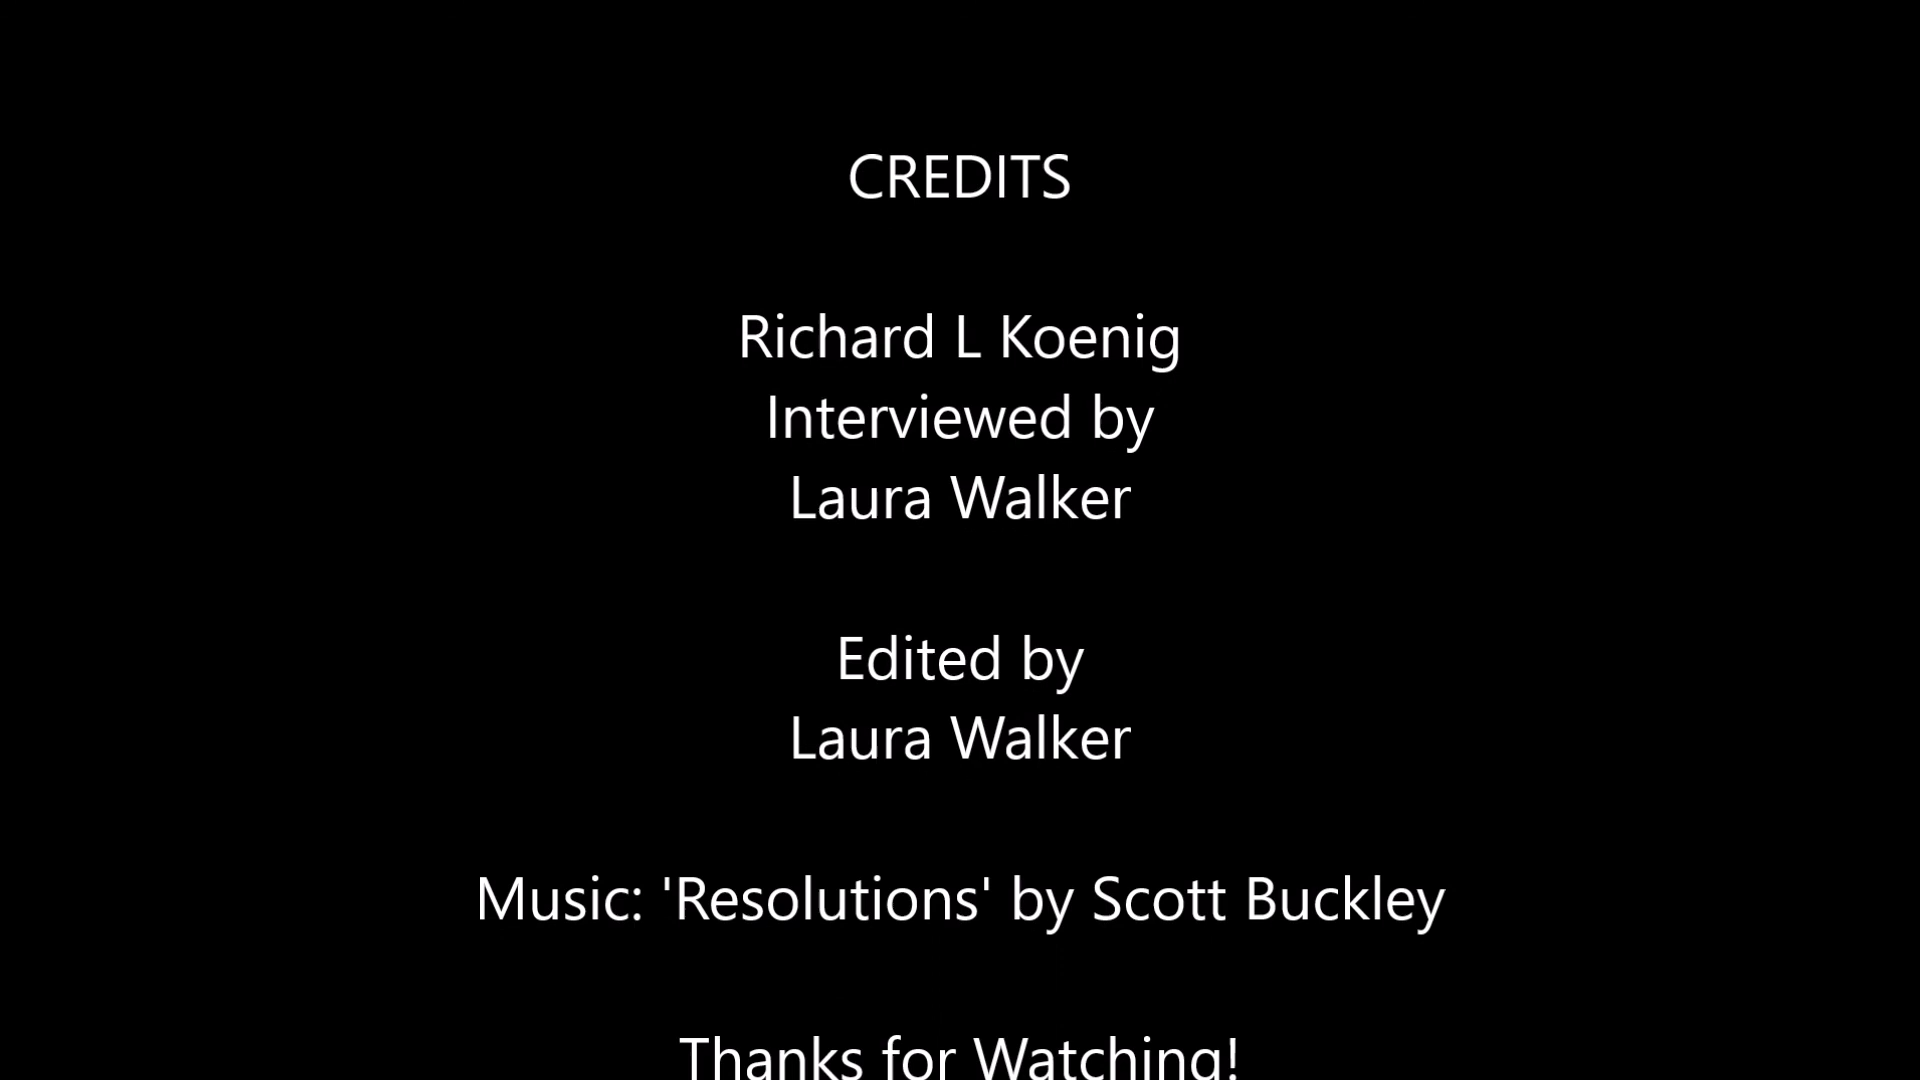 CREDITS
Richard L Koenig
Interviewed by
Laura Walker
Edited by
Laura Walker
Music: 'Resolutions' by Scott Buckley
Thanks for Watching!